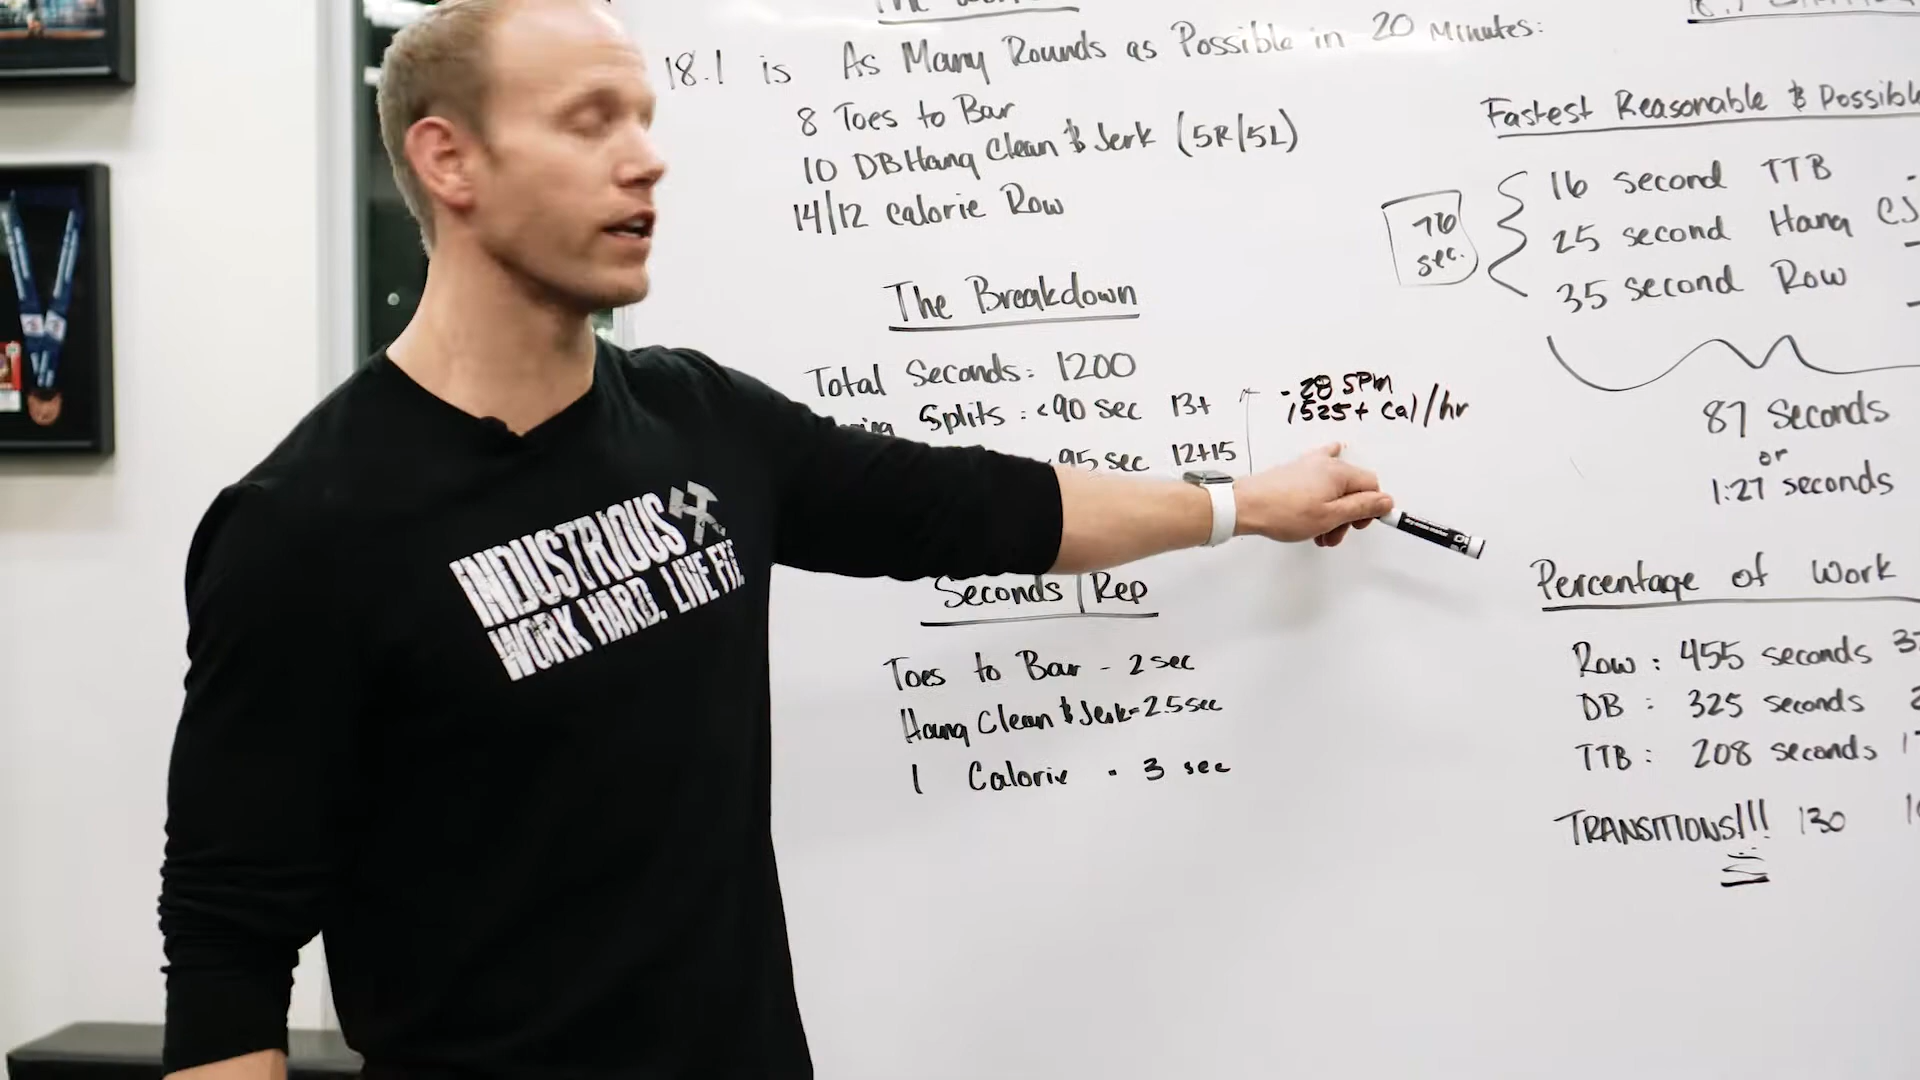 18.1 is As Many Rounds as Possible in 20 Minutes:
8 Toes to Bar
10 DB Hang Clean & Jerk (5R/5L)
14/12 Calorie Row
The Breakdown
Total Seconds: 1200
Splits: <90 sec 13+
95 sec 12+15
- 28 SPM
1525+ Cal/hr
Seconds | Rep
Toes to Bar - 2 sec
Hang Clean & Jerk - 2.5 sec
1 Calorie - 3 sec
Fastest Reasonable & Possible
76
sec.
16 second TTB
25 second Hang CJ
35 second Row
87 Seconds
or
1:27 seconds
Percentage of Work
Row: 455 seconds
DB: 325 seconds
TTB: 208 seconds
TRANSITIONS!!! 130
INDUSTRIOUS
WORK HARD. LIVE FIT.